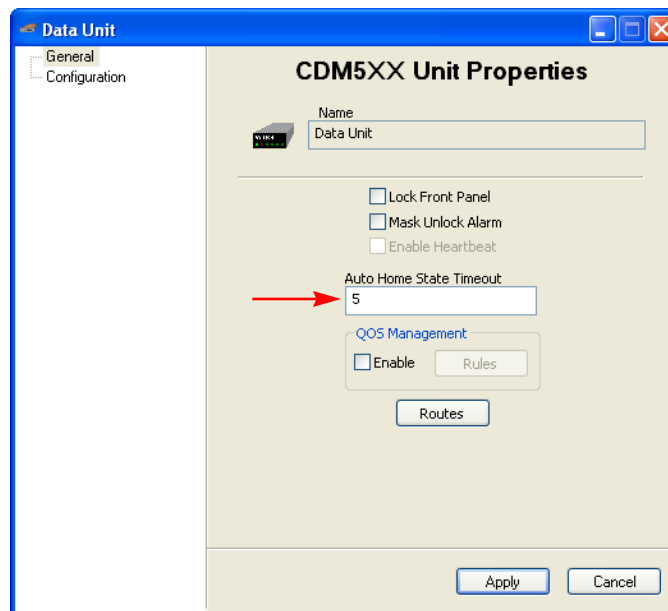 Data Unit
General
Configuration
CDM5XX Unit Properties
Name
Data Unit
Lock Front Panel
Mask Unlock Alarm
Enable Heartbeat
Auto Home State Timeout
5
QOS Management
Enable
Rules
Routes
Apply
Cancel